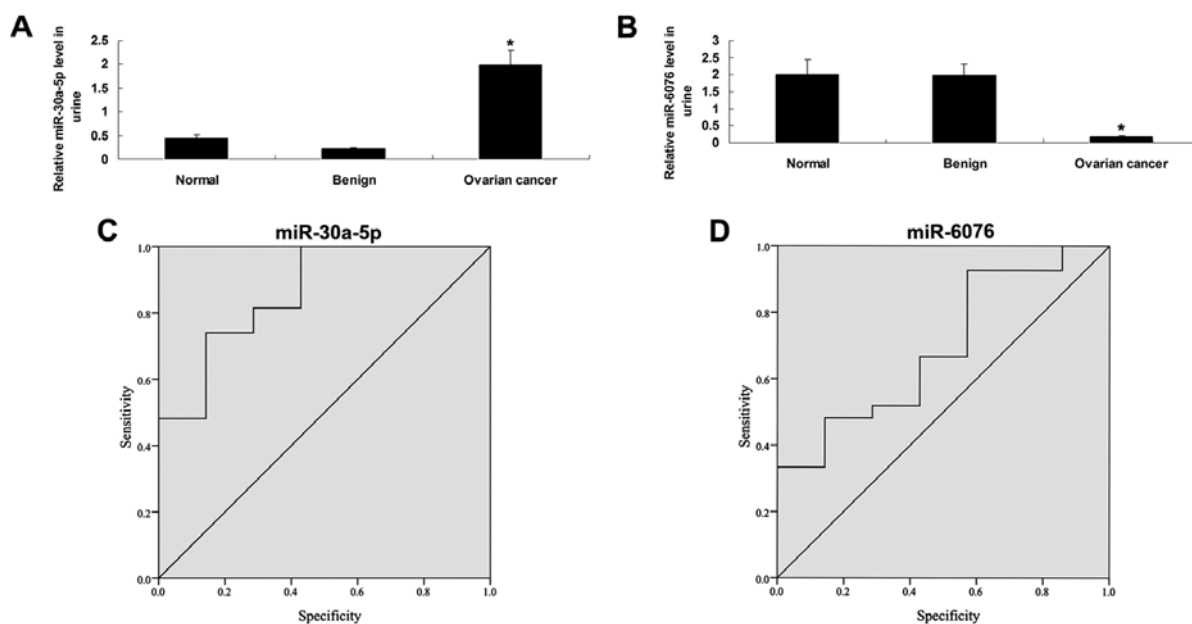 A
Relative miR-30a-5p level in
urine
2.5
2
1.5
1
0.5
0
*
Normal
Benign
Ovarian cancer
B
Relative miR-6076 level in
urine
3
2.5
2
1.5
1
0.5
0
*
Normal
Benign
Ovarian cancer
C
miR-30a-5p
Sensitivity
1.0
0.8
0.6
0.4
0.2
0.0
0.0 0.2 0.4 0.6 0.8 1.0
Specificity
D
miR-6076
Sensitivity
1.0
0.8
0.6
0.4
0.2
0.0
0.0 0.2 0.4 0.6 0.8 1.0
Specificity